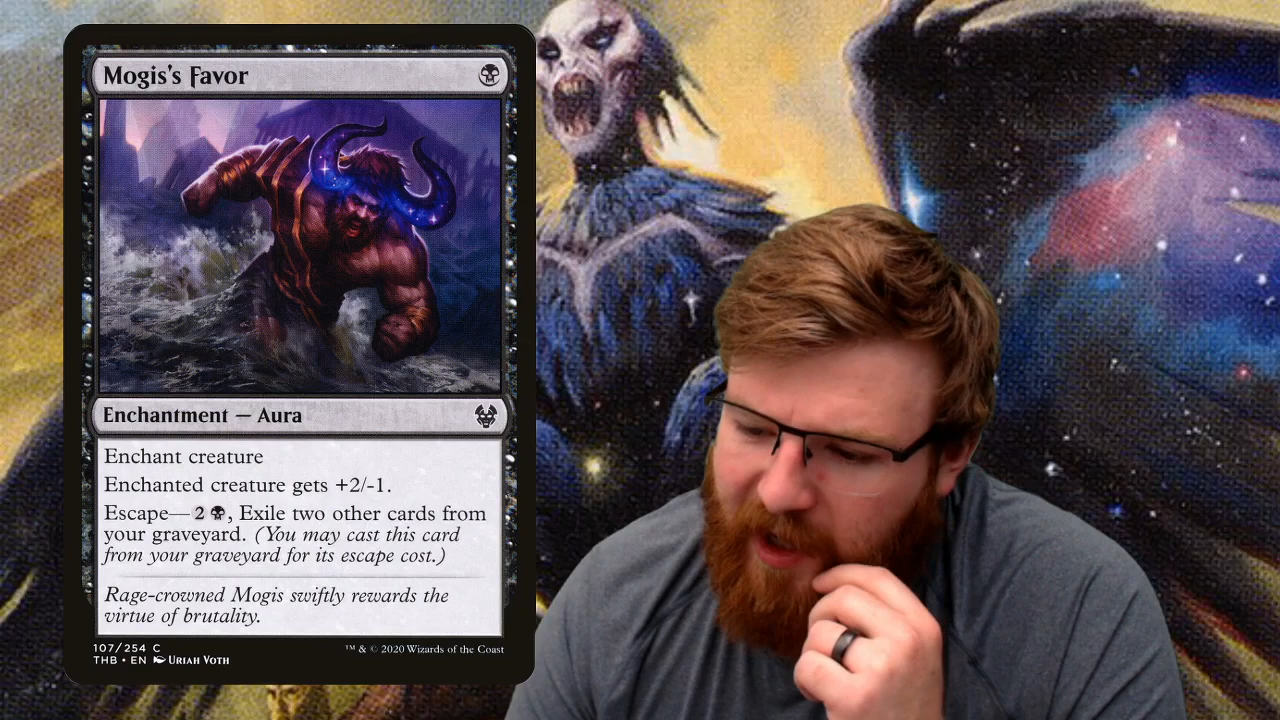 Mogis's Favor
Enchantment — Aura
Enchant creature
Enchanted creature gets +2/-1.
Escape—2, Exile two other cards from
your graveyard. (You may cast this card
from your graveyard for its escape cost.)
Rage-crowned Mogis swiftly rewards the
virtue of brutality.
107/254 C
THB • EN Uriah Voth
™ & © 2020 Wizards of the Coast